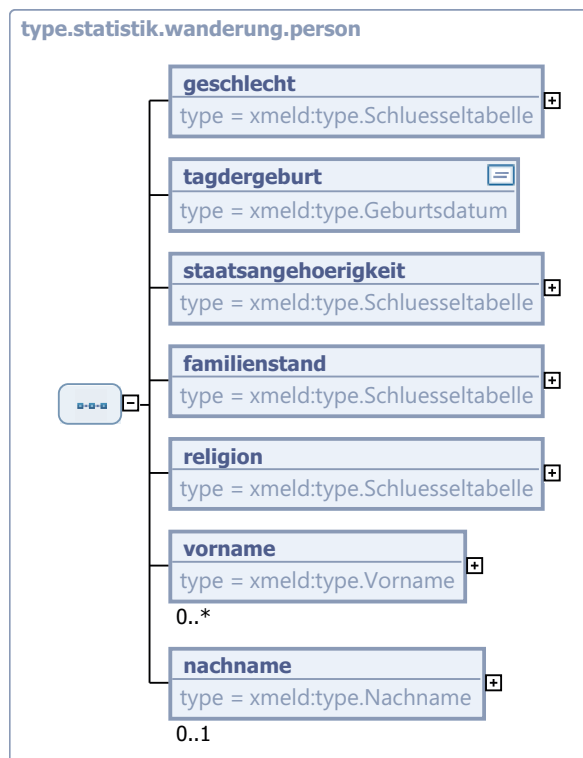 type.statistik.wanderung.person
geschlecht
type = xmeld:type.Schluesseltabelle
tagdergeburt
type = xmeld:type.Geburtsdatum
staatsangehoerigkeit
type = xmeld:type.Schluesseltabelle
familienstand
type = xmeld:type.Schluesseltabelle
religion
type = xmeld:type.Schluesseltabelle
vorname
type = xmeld:type.Vorname
0..*
nachname
type = xmeld:type.Nachname
0..1